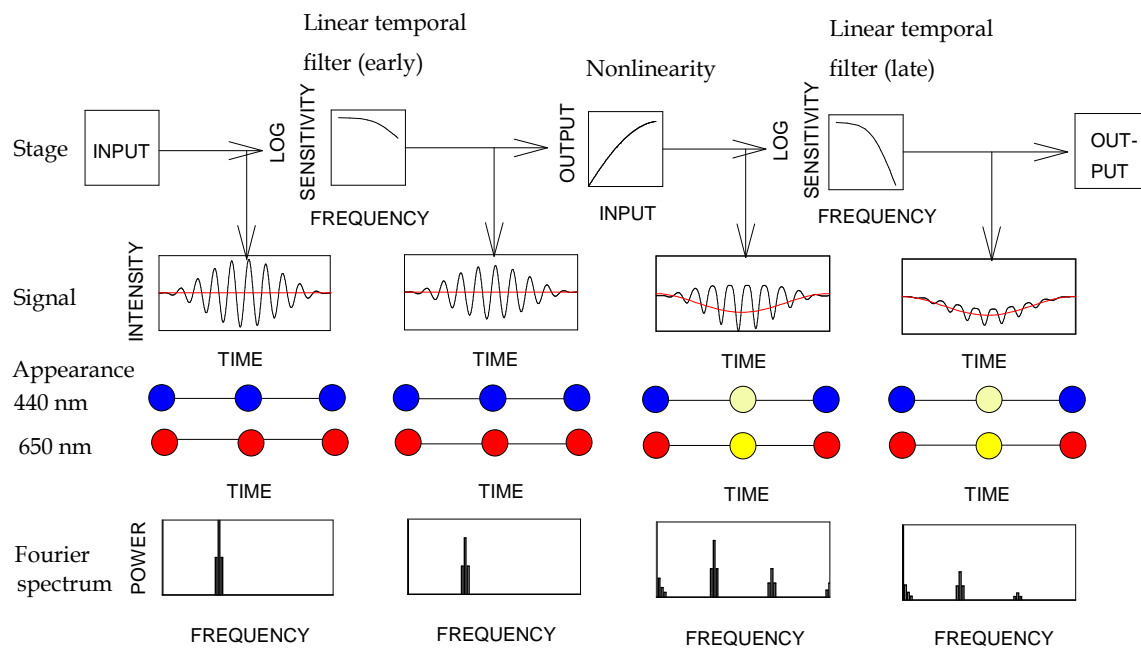 Linear temporal
filter (early)
Nonlinearity
Linear temporal
filter (late)
Stage
INPUT
LOG
SENSITIVITY
FREQUENCY
OUTPUT
INPUT
LOG
SENSITIVITY
FREQUENCY
OUT-
PUT
Signal
INTENSITY
TIME
TIME
TIME
TIME
Appearance
440 nm
650 nm
TIME
TIME
TIME
TIME
Fourier
spectrum
POWER
FREQUENCY
FREQUENCY
FREQUENCY
FREQUENCY